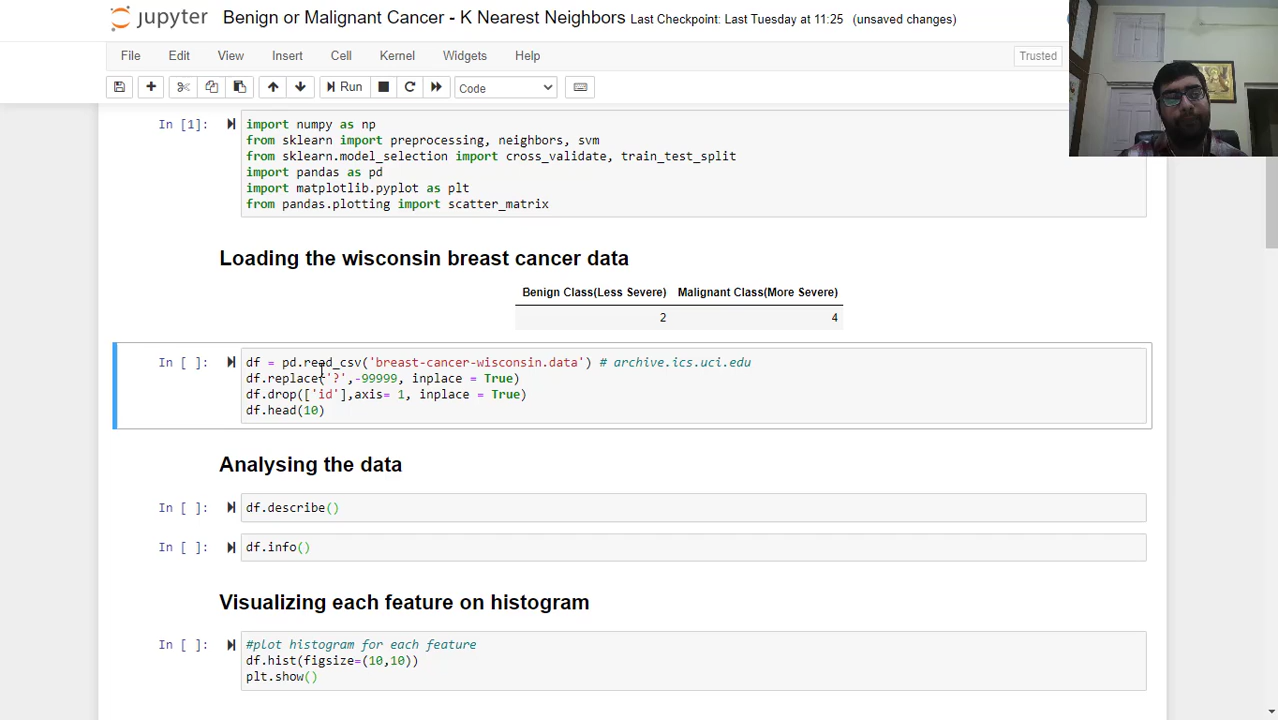 jupyter Benign or Malignant Cancer - K Nearest Neighbors Last Checkpoint: Last Tuesday at 11:25 (unsaved changes)
File Edit View Insert Cell Kernel Widgets Help Trusted
Run Code
In [1]: import numpy as np
from sklearn import preprocessing, neighbors, svm
from sklearn.model_selection import cross_validate, train_test_split
import pandas as pd
import matplotlib.pyplot as plt
from pandas.plotting import scatter_matrix
Loading the wisconsin breast cancer data
Benign Class(Less Severe) Malignant Class(More Severe)
2 4
In [ ]: df = pd.read_csv('breast-cancer-wisconsin.data') # archive.ics.uci.edu
df.replace('?',-99999, inplace = True)
df.drop(['id'],axis= 1, inplace = True)
df.head(10)
Analysing the data
In [ ]: df.describe()
In [ ]: df.info()
Visualizing each feature on histogram
In [ ]: #plot histogram for each feature
df.hist(figsize=(10,10))
plt.show()